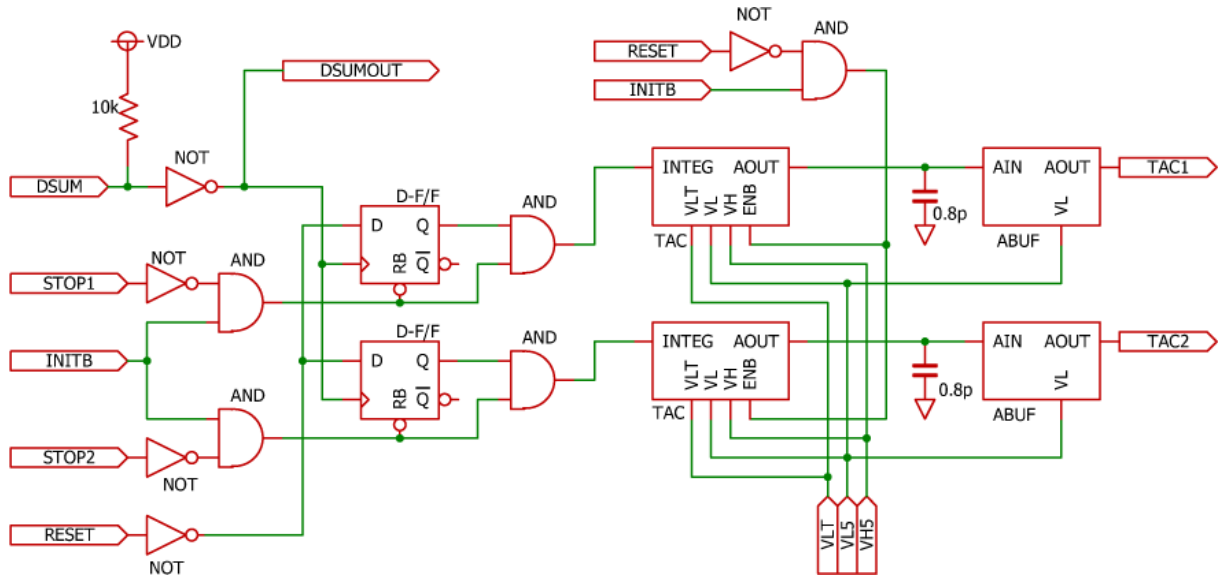 NOT
AND
VDD
RESET
DSUMOUT
INITB
10k
NOT
DSUM
INTEG AOUT
VLT
VL
VH
ENB
TAC
AIN AOUT
VL
ABUF
TAC1
0.8p
D-F/F
D Q
RB
Q
AND
NOT
AND
STOP1
INITB
D-F/F
D Q
RB
Q
AND
INTEG AOUT
VLT
VL
VH
ENB
TAC
AIN AOUT
VL
ABUF
TAC2
0.8p
AND
STOP2
NOT
RESET
NOT
VLT
VL5
VH5